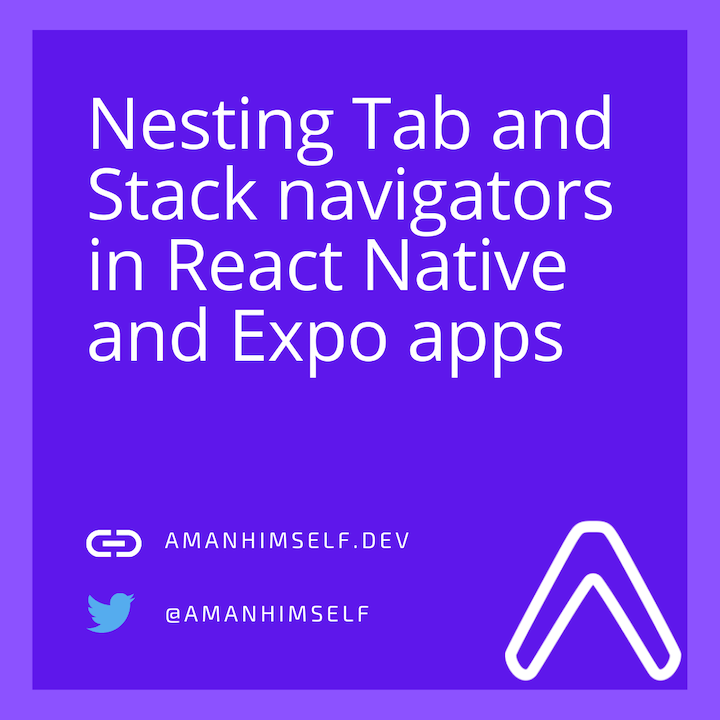 Nesting Tab and
Stack navigators
in React Native
and Expo apps
AMANHIMSELF.DEV
@AMANHIMSELF